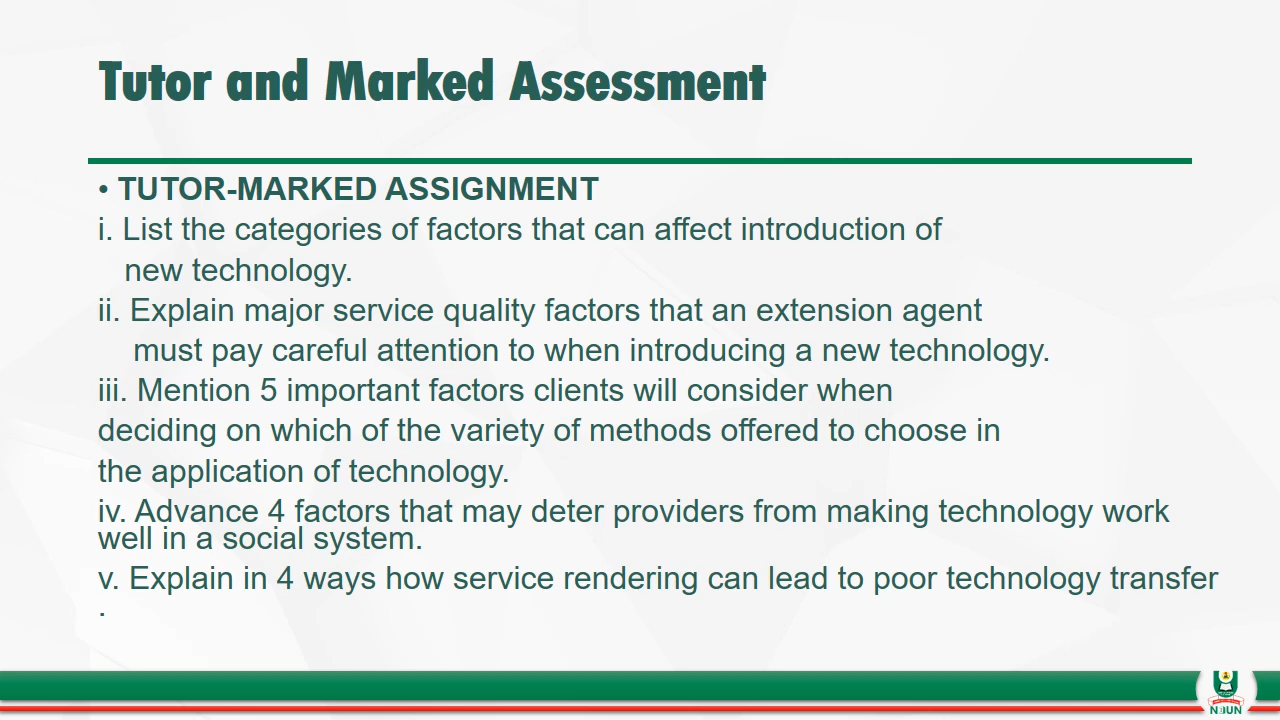 Tutor and Marked Assessment
• TUTOR-MARKED ASSIGNMENT
i. List the categories of factors that can affect introduction of
new technology.
ii. Explain major service quality factors that an extension agent
must pay careful attention to when introducing a new technology.
iii. Mention 5 important factors clients will consider when
deciding on which of the variety of methods offered to choose in
the application of technology.
iv. Advance 4 factors that may deter providers from making technology work
well in a social system.
v. Explain in 4 ways how service rendering can lead to poor technology transfer
.
NOUN